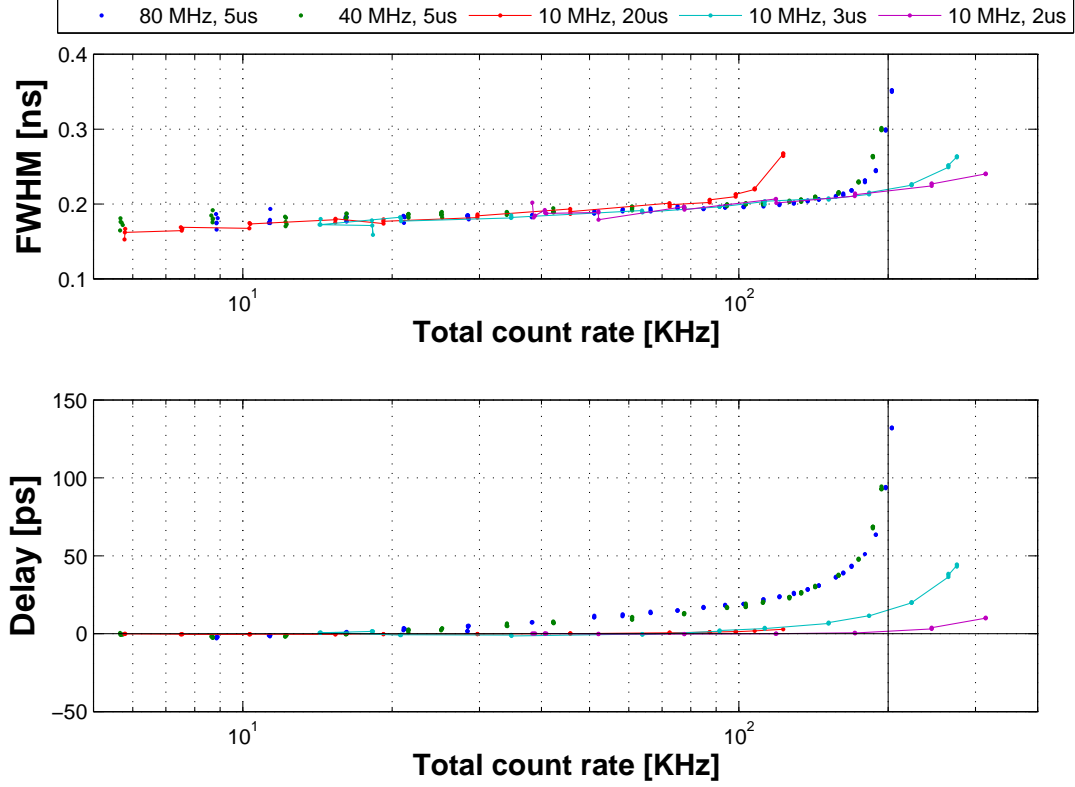 80 MHz, 5us 40 MHz, 5us 10 MHz, 20us 10 MHz, 3us 10 MHz, 2us
0.4
0.3
0.2
0.1
FWHM [ns]
10^1 10^2
Total count rate [KHz]
150
100
50
0
−50
Delay [ps]
10^1 10^2
Total count rate [KHz]